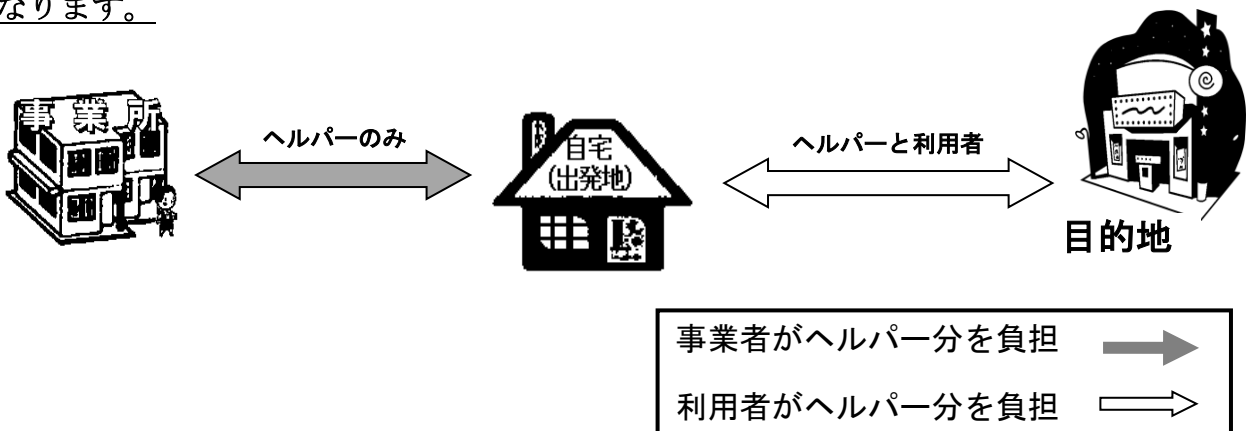 なります。
事業所
ヘルパーのみ
自宅
(出発地)
ヘルパーと利用者
目的地
事業者がヘルパー分を負担
利用者がヘルパー分を負担